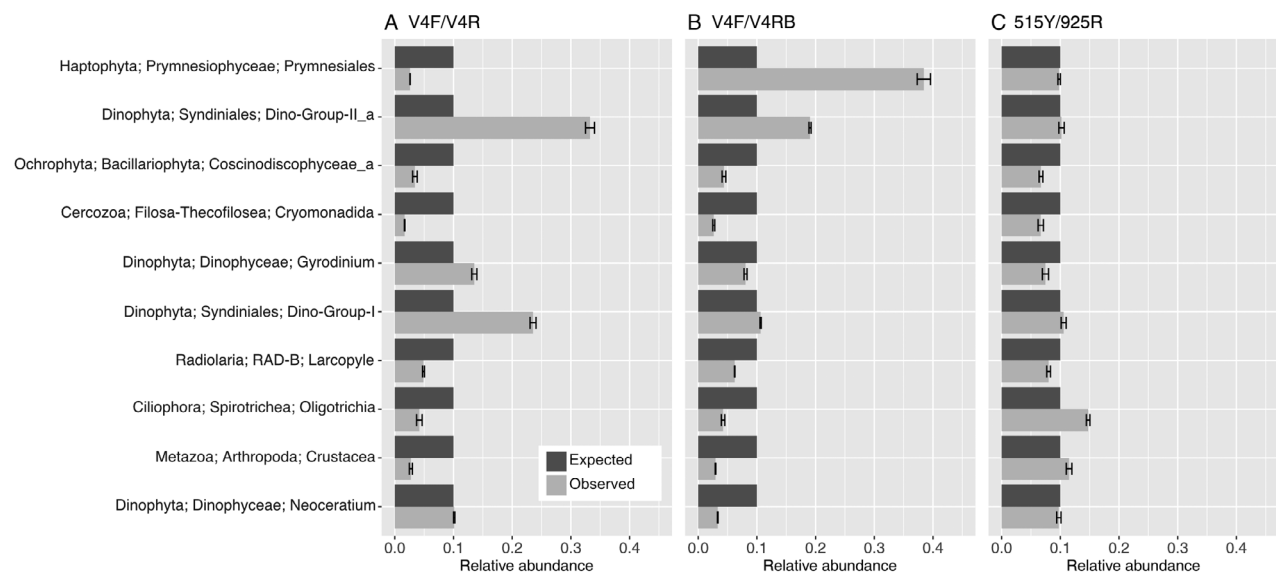 A V4F/V4R
B V4F/V4RB
C 515Y/925R
Haptophyta; Prymnesiophyceae; Prymnesiales
Dinophyta; Syndiniales; Dino-Group-II_a
Ochrophyta; Bacillariophyta; Coscinodiscophyceae_a
Cercozoa; Filosa-Thecofilosea; Cryomonadida
Dinophyta; Dinophyceae; Gyrodinium
Dinophyta; Syndiniales; Dino-Group-I
Radiolaria; RAD-B; Larcopyle
Ciliophora; Spirotrichea; Oligotrichia
Metazoa; Arthropoda; Crustacea
Dinophyta; Dinophyceae; Neoceratium
Expected
Observed
0.0 0.1 0.2 0.3 0.4
Relative abundance
0.0 0.1 0.2 0.3 0.4
Relative abundance
0.0 0.1 0.2 0.3 0.4
Relative abundance